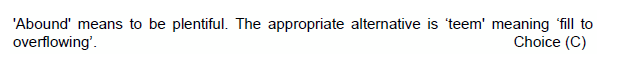 'Abound' means to be plentiful. The appropriate alternative is ‘teem' meaning ‘fill to
overflowing’. Choice (C)